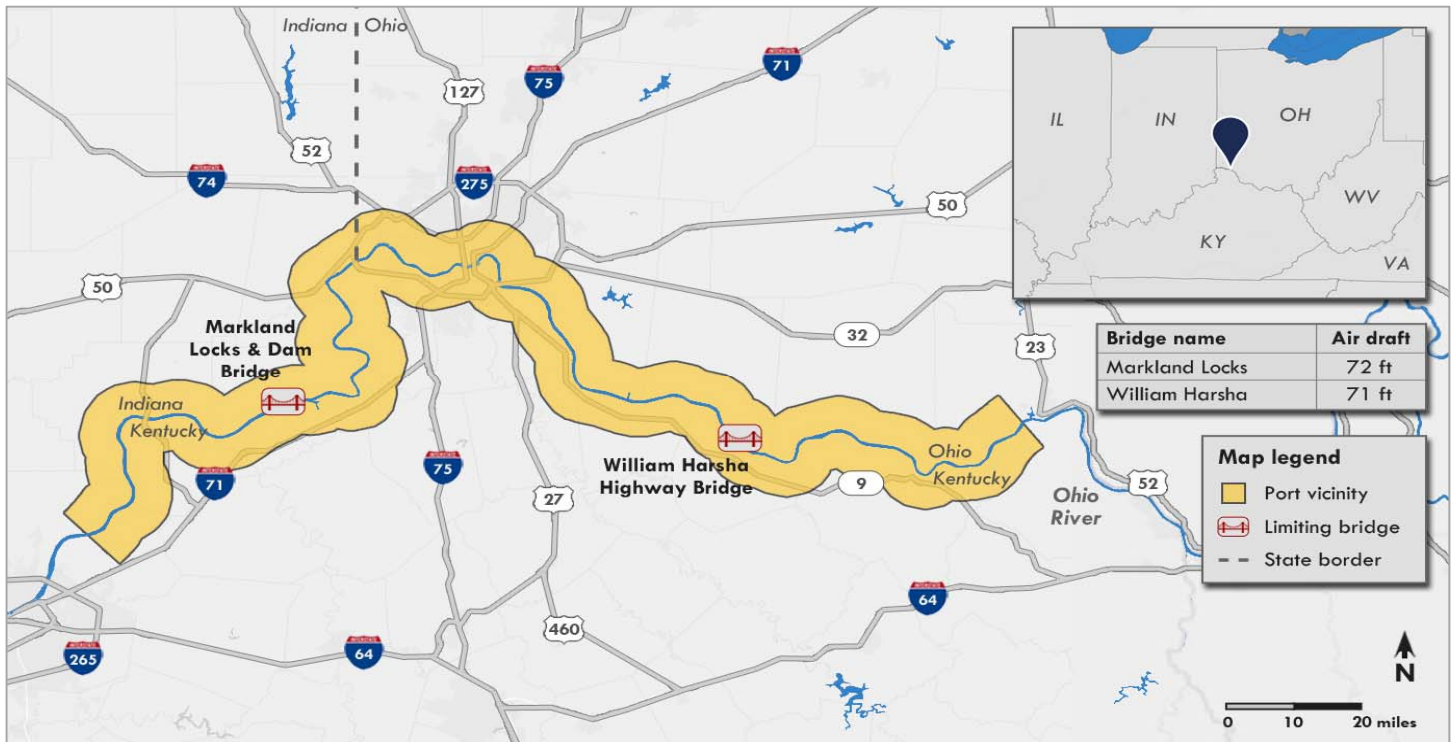 Indiana Ohio
127
75
71
52
74
275
50
IL
IN
OH
WV
KY
VA
50
Markland
Locks & Dam
Bridge
32
23
Bridge name Air draft
Markland Locks 72 ft
William Harsha 71 ft
Indiana
Kentucky
71
75
27
William Harsha
Highway Bridge
9
Ohio
Kentucky
Ohio
River
52
Map legend
Port vicinity
Limiting bridge
State border
64
460
265
64
N
0 10 20 miles